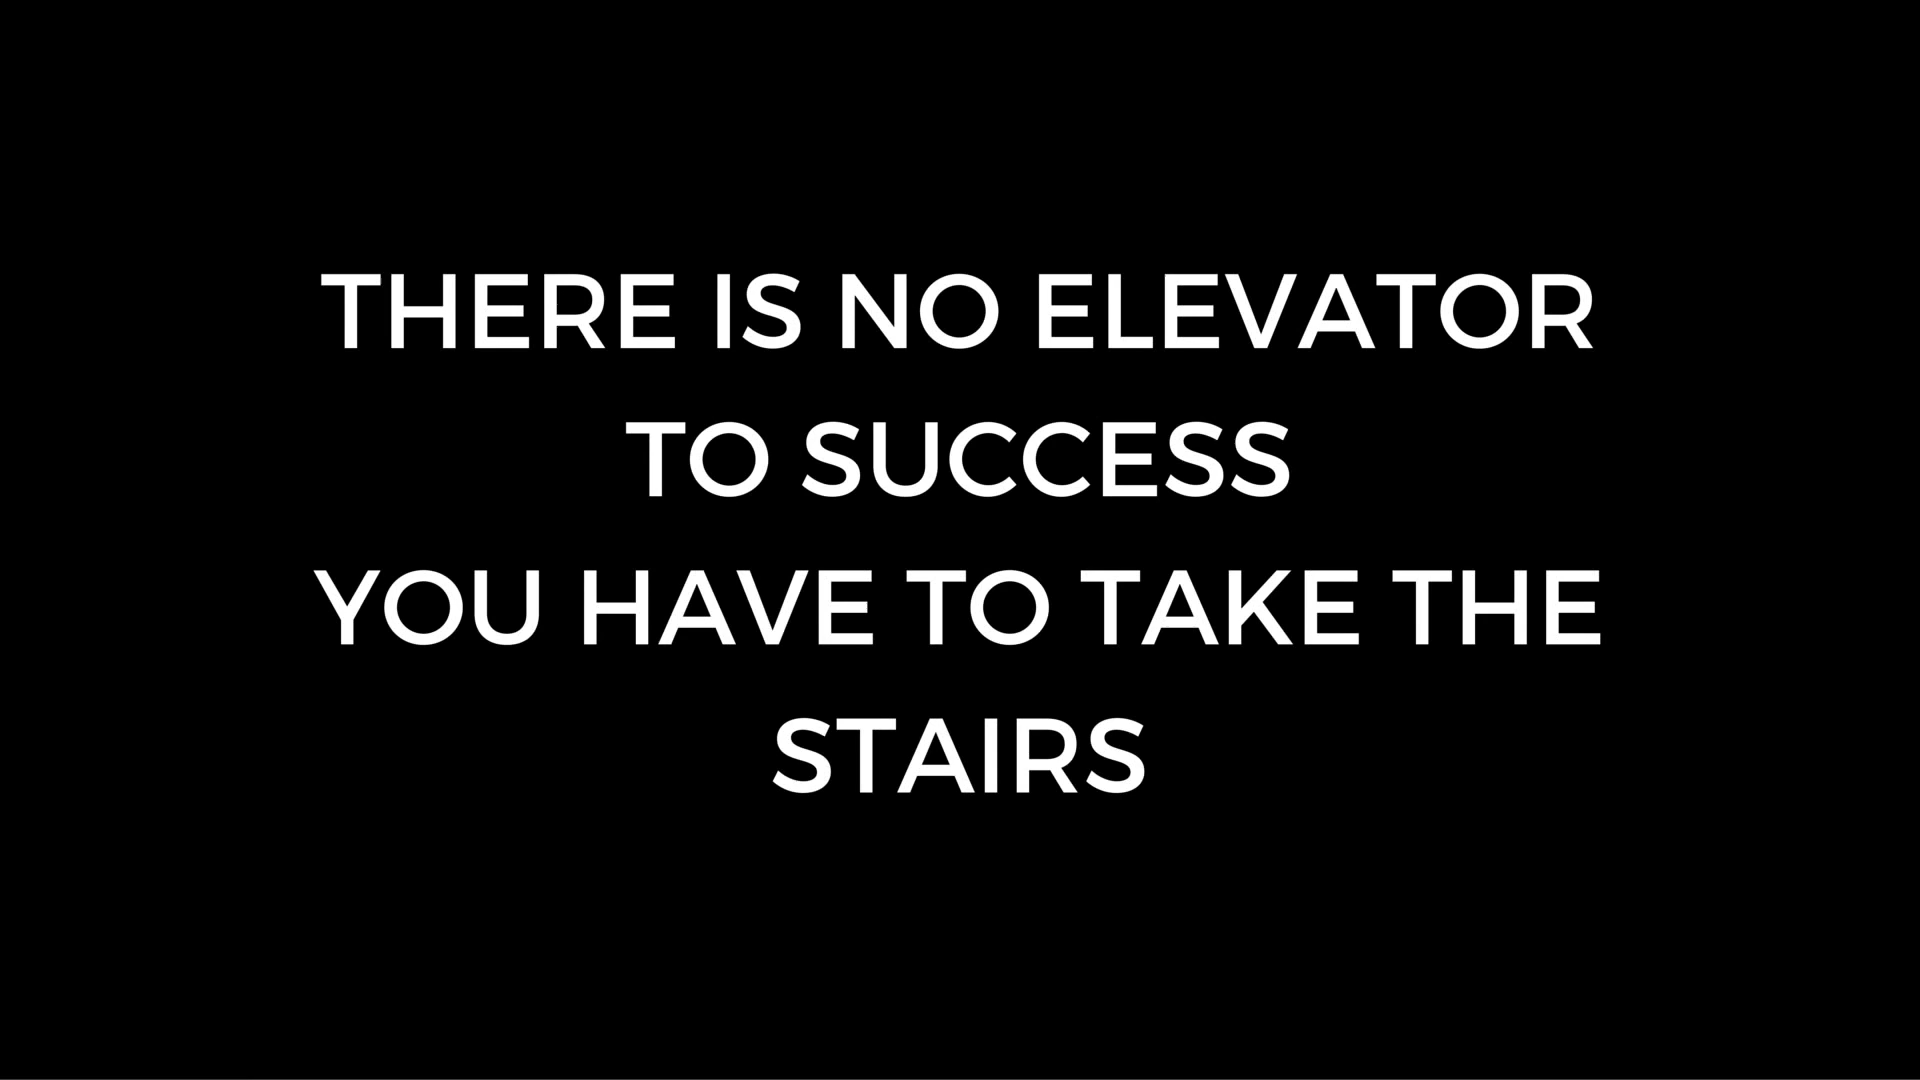 THERE IS NO ELEVATOR
TO SUCCESS
YOU HAVE TO TAKE THE
STAIRS